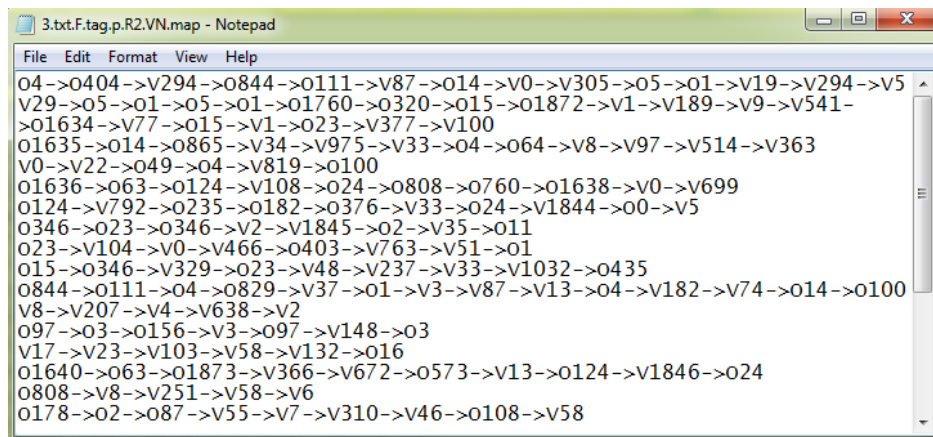 3.txt.F.tag.p.R2.VN.map - Notepad
File Edit Format View Help
o4->o404->v294->o844->o111->v87->o14->v0->v305->o5->o1->v19->v294->v5
v29->o5->o1->o5->o1->o1760->o320->o15->o1872->v1->v189->v9->v541-
>o1634->v77->o15->v1->o23->v377->v100
o1635->o14->o865->v34->v975->v33->o4->o64->v8->v97->v514->v363
v0->v22->o49->o4->v819->o100
o1636->o63->o124->v108->o24->o808->o760->o1638->v0->v699
o124->v792->o235->o182->o376->v33->o24->v1844->o0->v5
o346->o23->o346->v2->v1845->o2->v35->o11
o23->v104->v0->v466->o403->v763->v51->o1
o15->o346->v329->o23->v48->v237->v33->v1032->o435
o844->o111->o4->o829->v37->o1->v3->v87->v13->o4->v182->v74->o14->o100
v8->v207->v4->v638->v2
o97->o3->o156->v3->o97->v148->o3
v17->v23->v103->v58->v132->o16
o1640->o63->o1873->v366->v672->o573->v13->o124->v1846->o24
o808->v8->v251->v58->v6
o178->o2->o87->v55->v7->v310->v46->o108->v58